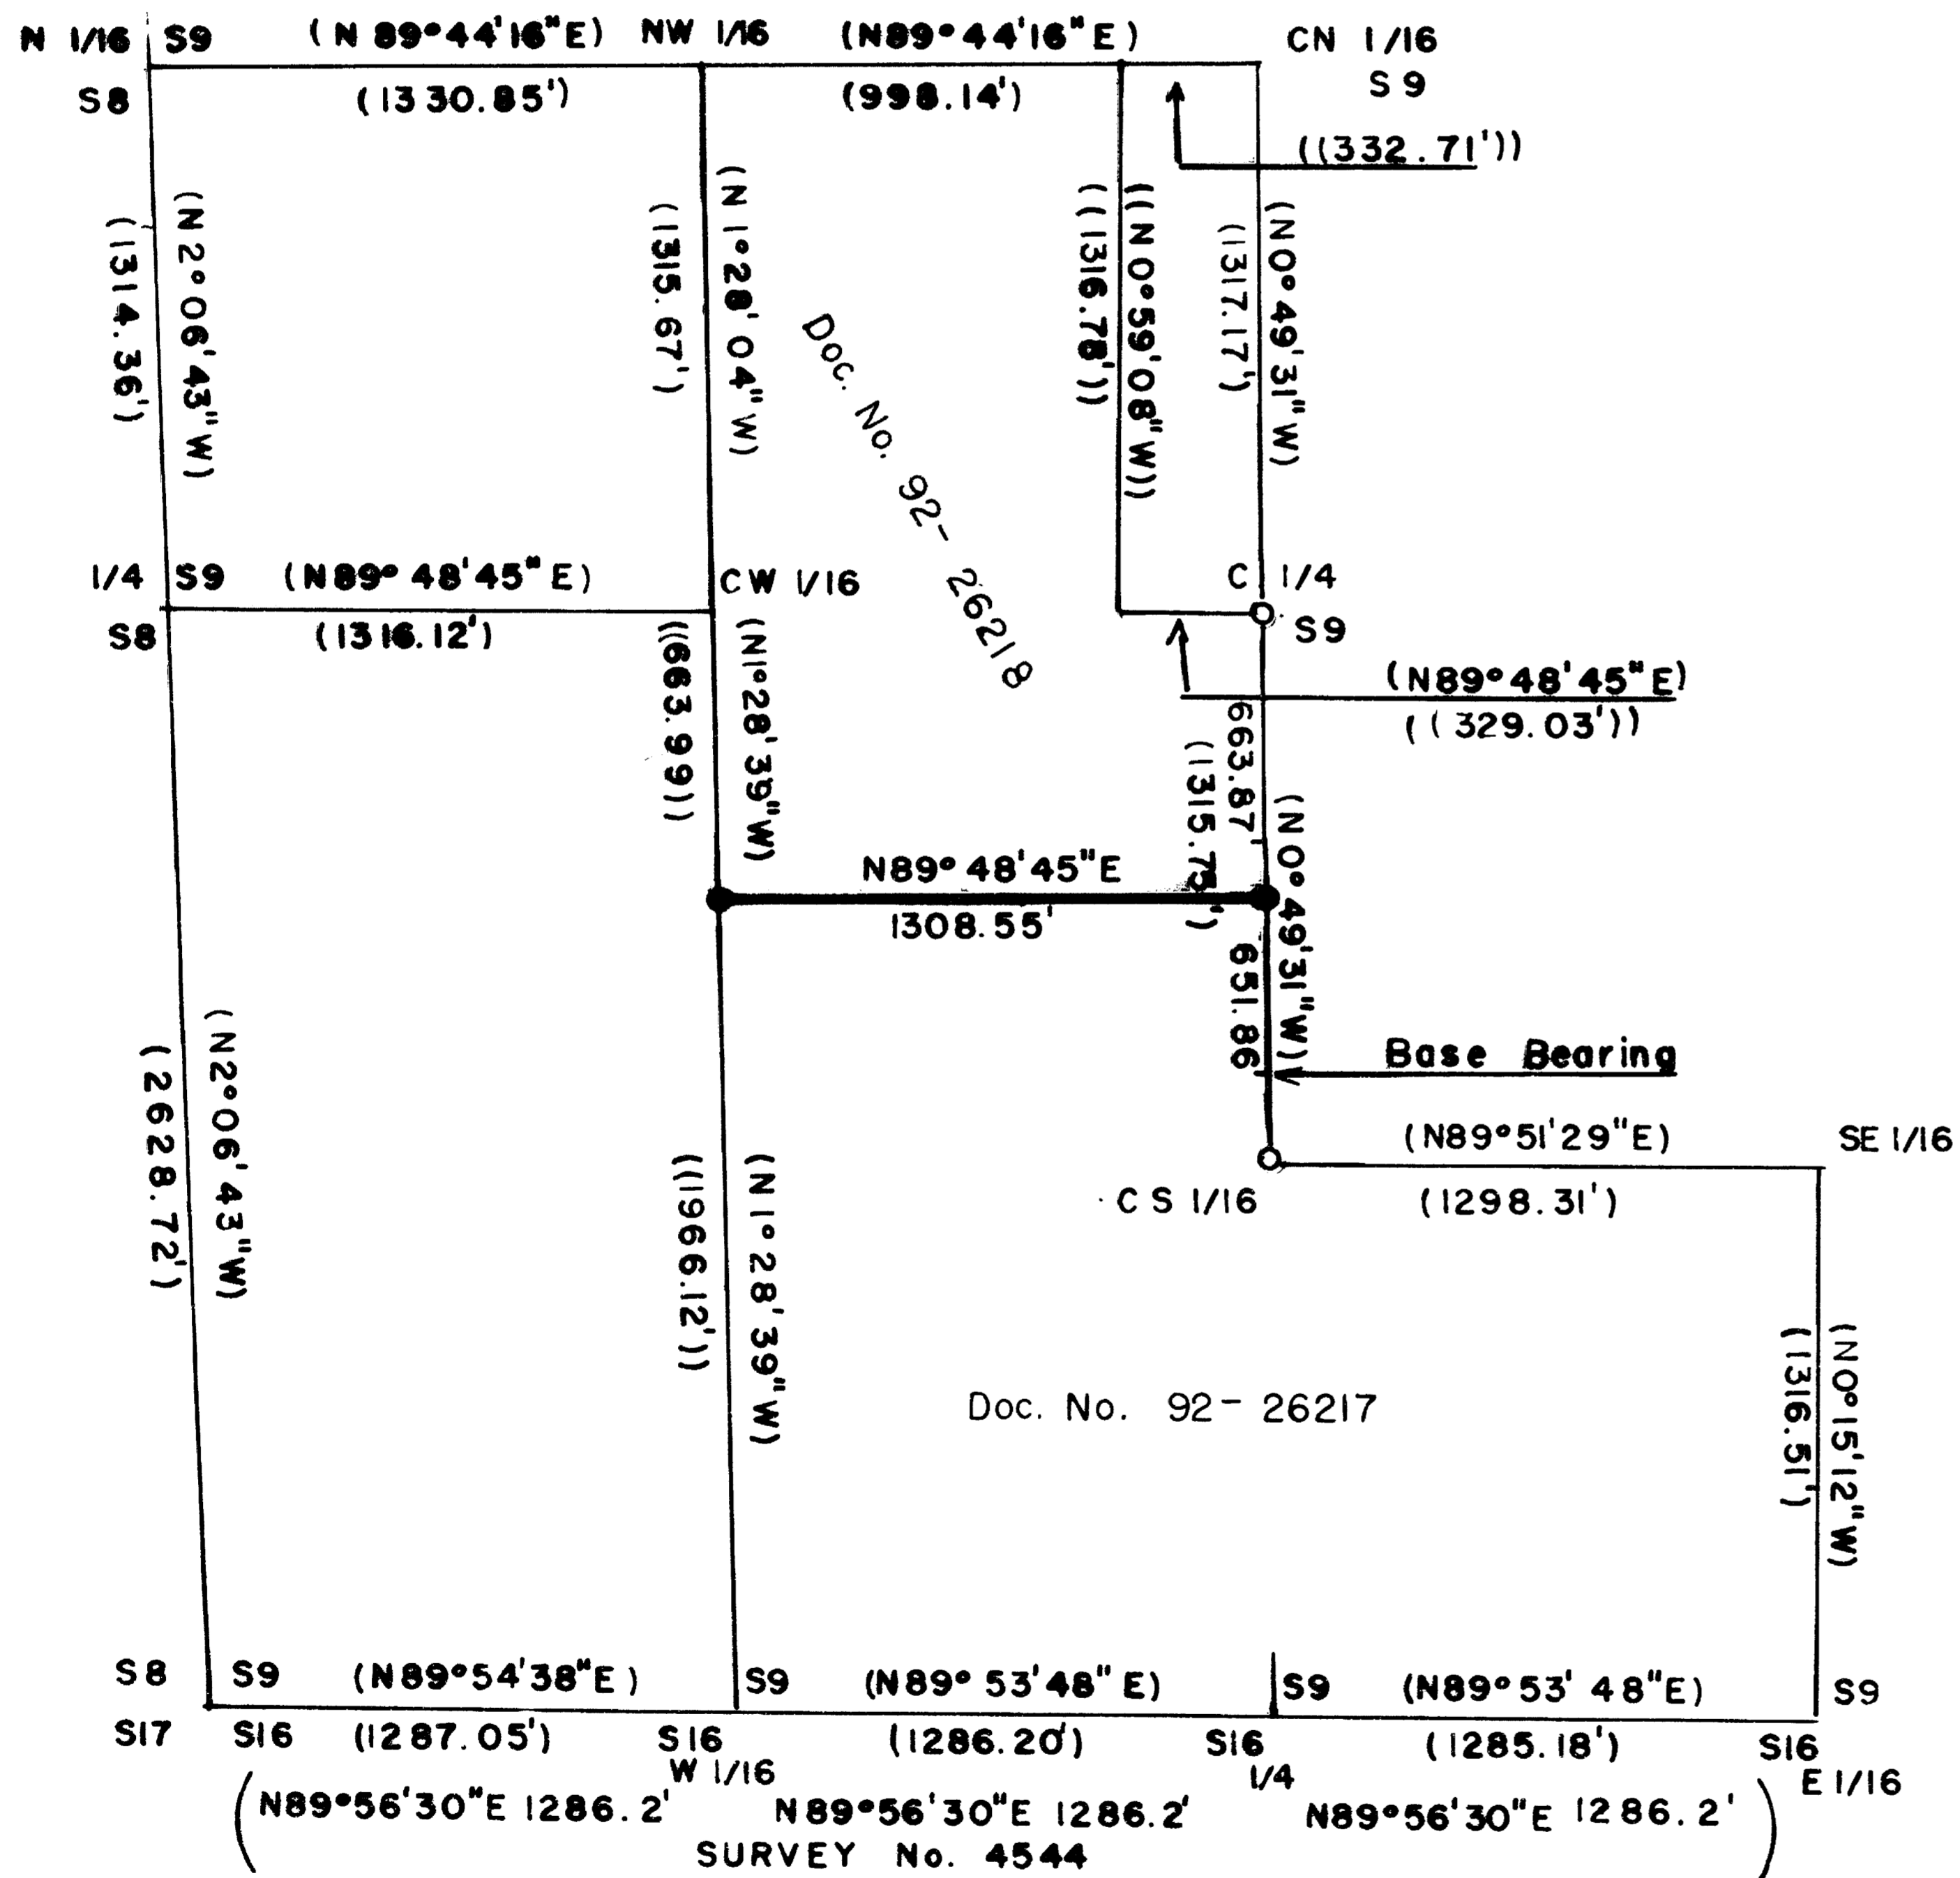 N 1/16 S9 (N 89°44'16"E) NW 1/16 (N89°44'16"E) CN 1/16
S8 (1330.85') (998.14') S9
((332.71'))
(1314.36')
(N2°06'43"W)
(1315.67')
(N1°28'04"W)
Doc. No. 92-26218
((1316.78'))
((N0°59'08"W))
(1317.17')
(N0°49'31"W)
1/4 S9 (N89°48'45"E) CW 1/16 C 1/4
S8 (1316.12') S9
((663.99))
(N1°28'39"W)
(N89°48'45"E)
((329.03'))
663.87'
(1315.73')
(N0°49'31"W)
N89°48'45"E
1308.55'
651.86
Base Bearing
(2628.72')
(N2°06'43"W)
((1966.12'))
(N1°28'39"W)
(N89°51'29"E) SE 1/16
CS 1/16 (1298.31')
(1316.51')
(N0°15'12"W)
Doc. No. 92-26217
S8 S9 (N89°54'38"E) S9 (N89°53'48"E) S9 (N89°53'48"E) S9
S17 S16 (1287.05') S16 (1286.20') S16 (1285.18') S16
W 1/16 1/4 E 1/16
(N89°56'30"E 1286.2' N89°56'30"E 1286.2' N89°56'30"E 1286.2')
SURVEY No. 4544